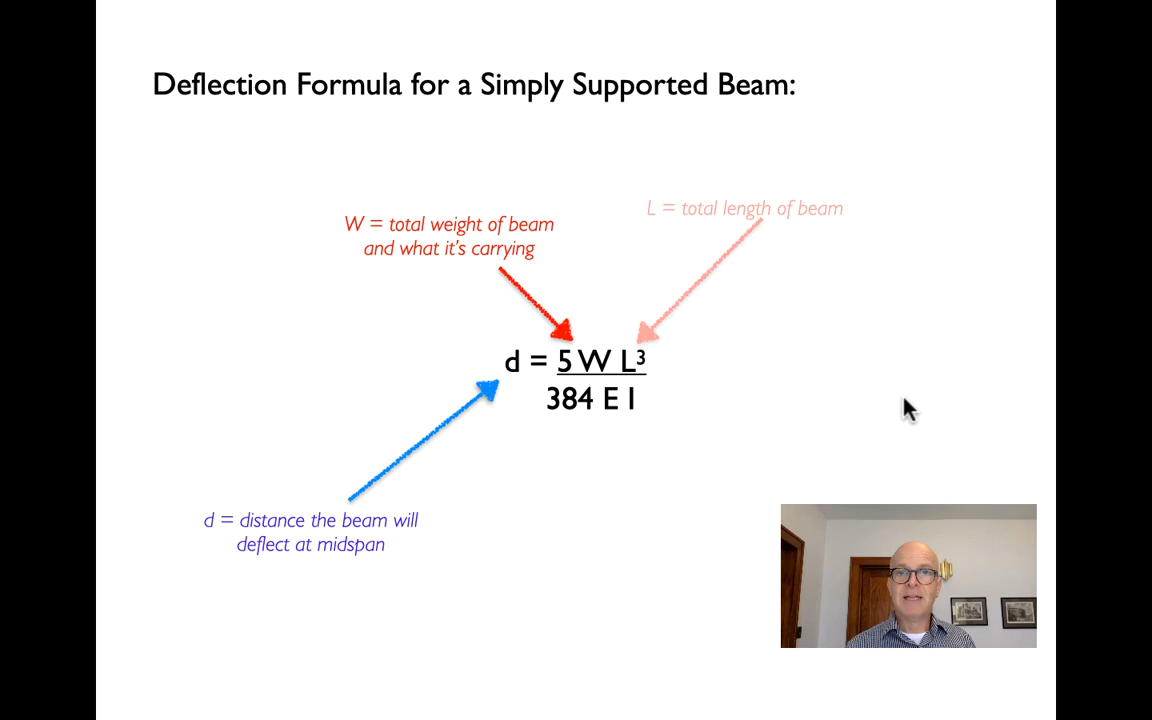 Deflection Formula for a Simply Supported Beam:
L = total length of beam
W = total weight of beam
and what it's carrying
d = 5 W L³
384 E I
d = distance the beam will
deflect at midspan